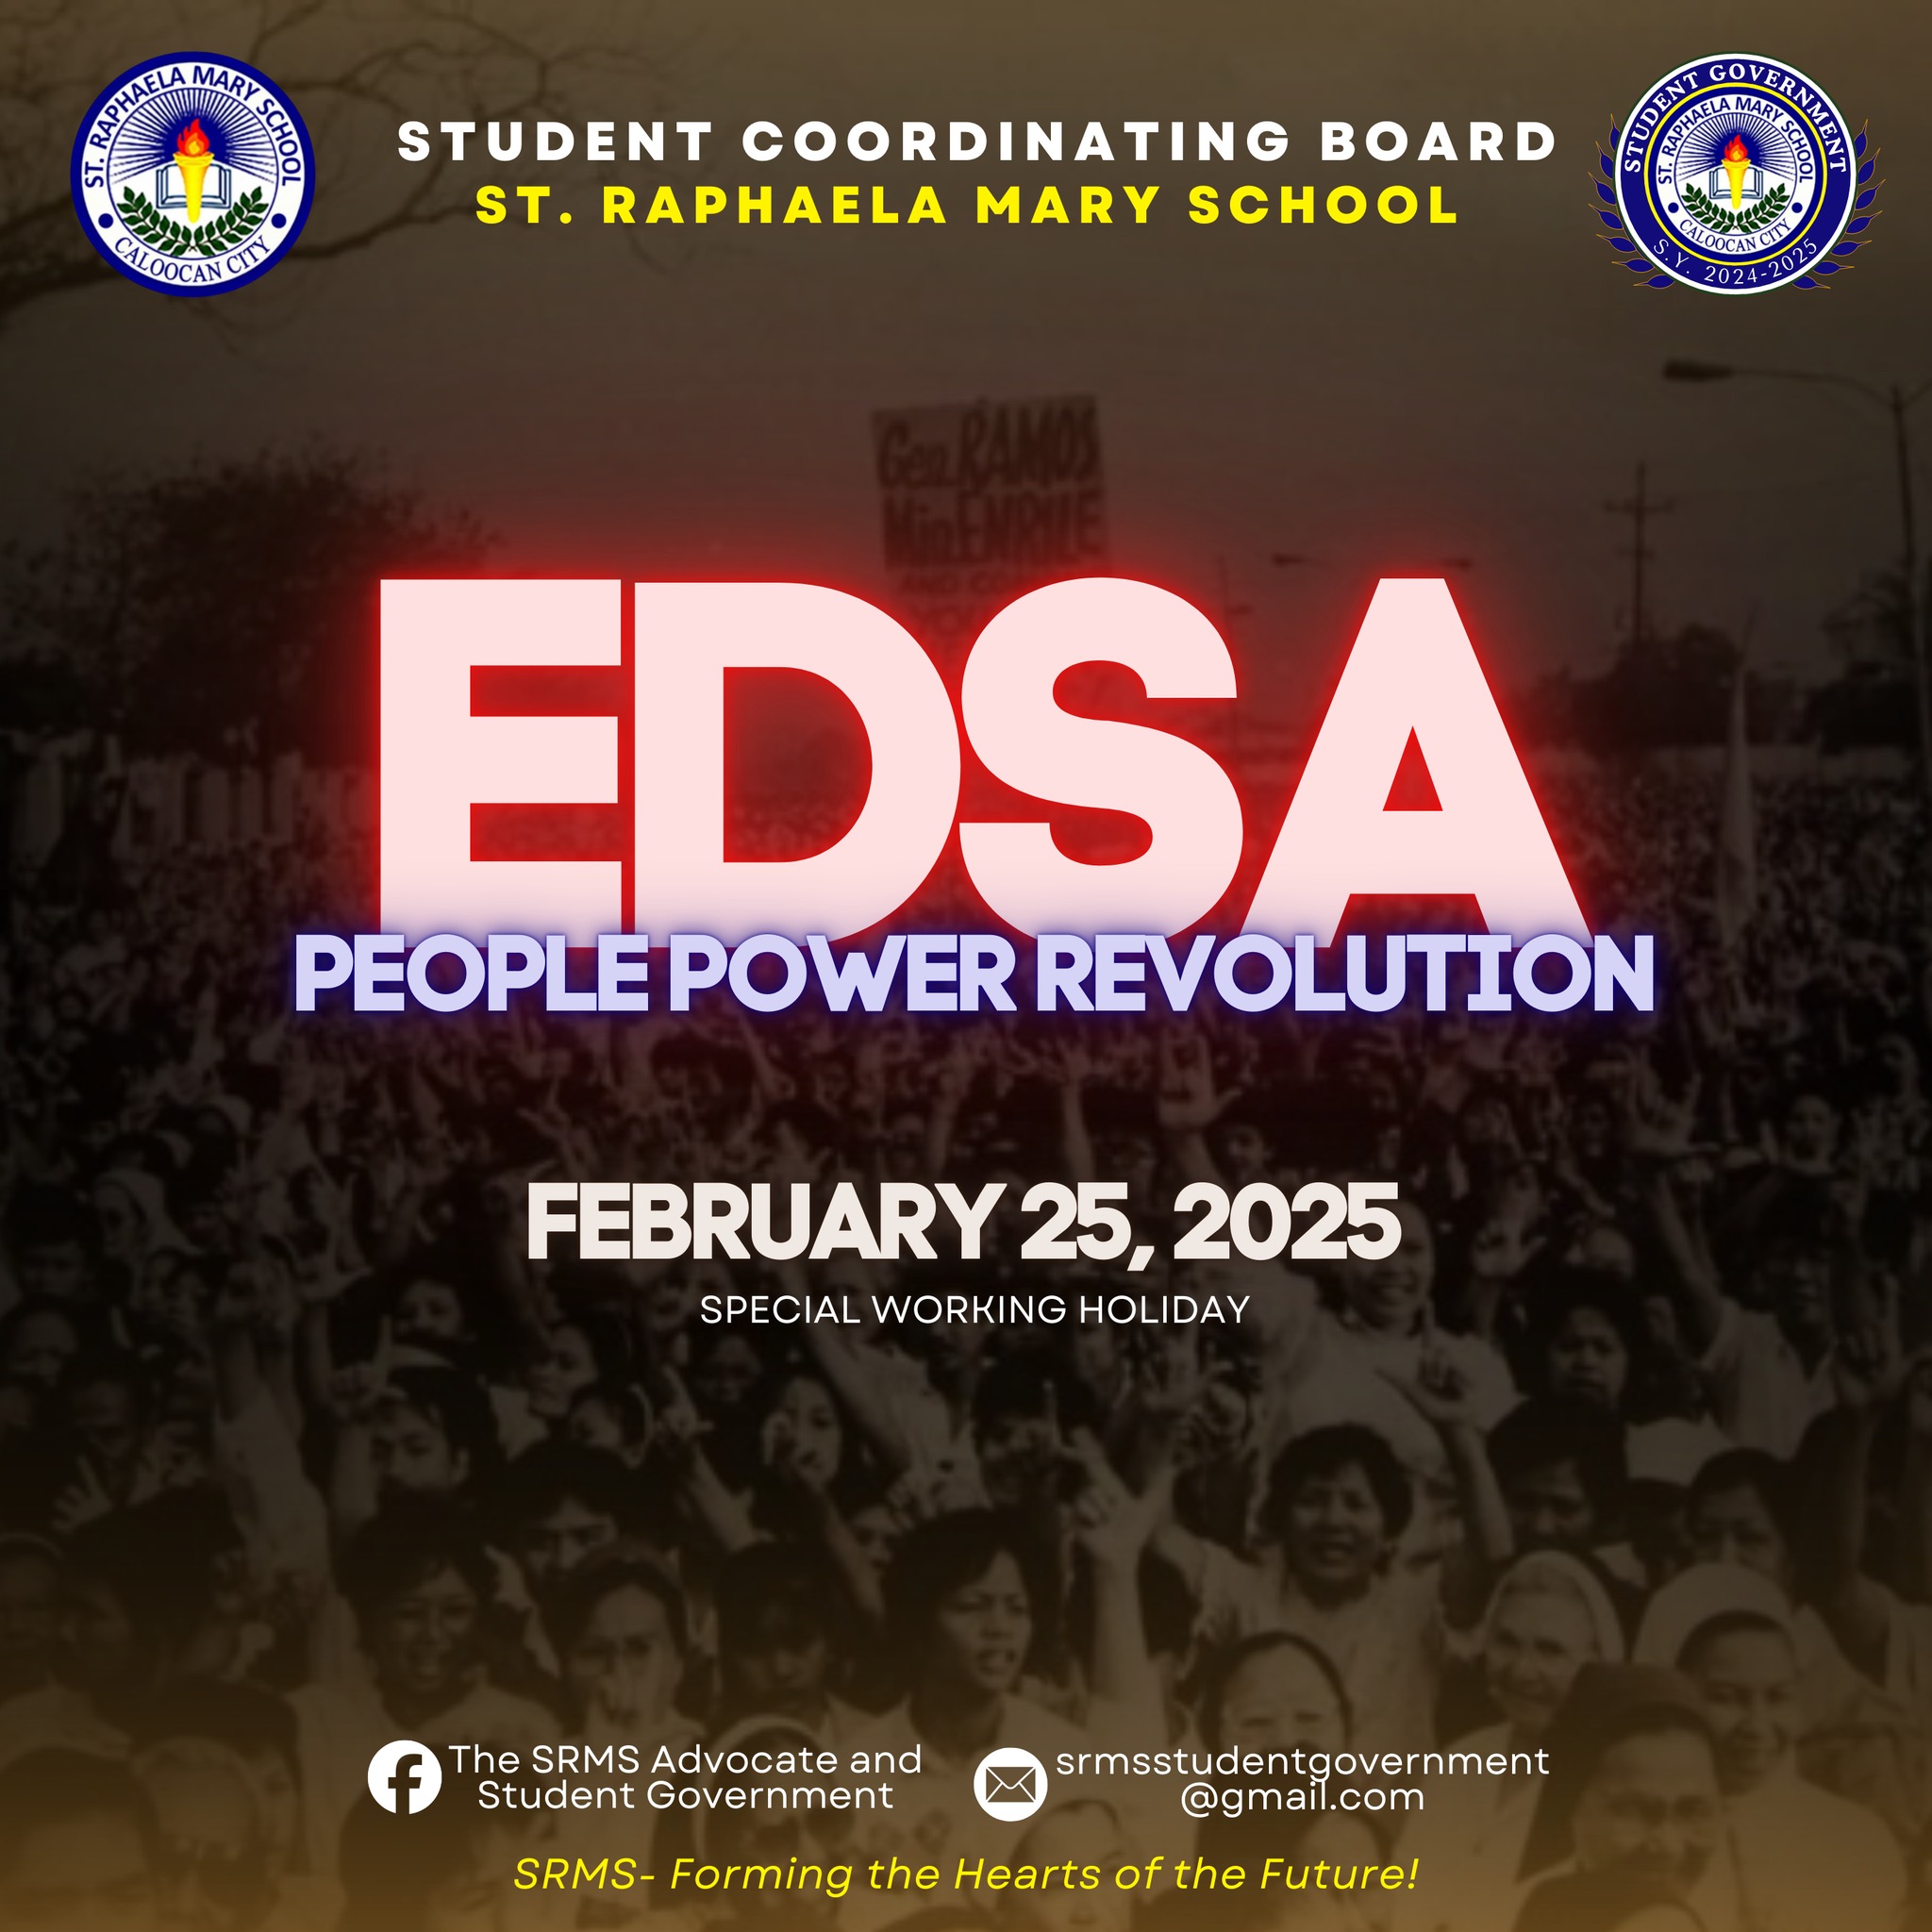 ST. RAPHAELA MARY SCHOOL
CALOOCAN CITY
STUDENT COORDINATING BOARD
ST. RAPHAELA MARY SCHOOL
STUDENT GOVERNMENT
ST. RAPHAELA MARY SCHOOL
CALOOCAN CITY
S.Y. 2024-2025
Gen. RAMOS
Min ENRILE
EDSA
PEOPLE POWER REVOLUTION
FEBRUARY 25, 2025
SPECIAL WORKING HOLIDAY
The SRMS Advocate and
Student Government
srmsstudentgovernment
@gmail.com
SRMS- Forming the Hearts of the Future!